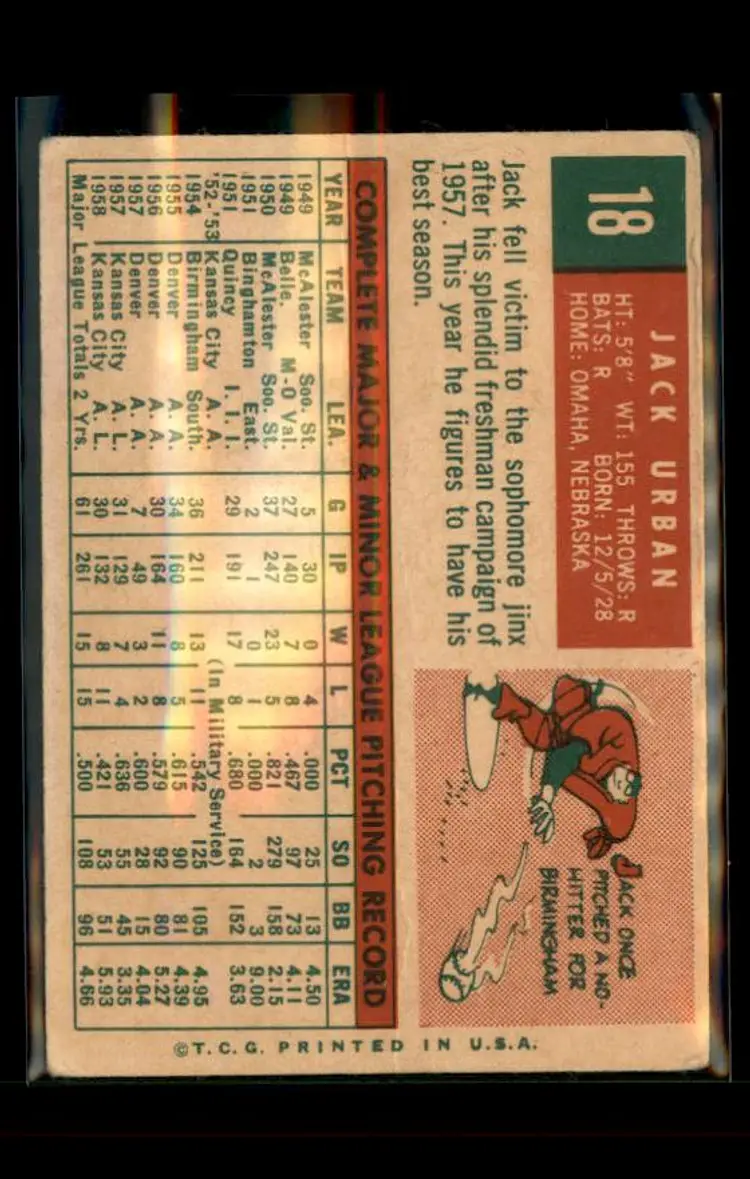 18
JACK URBAN
HT: 5'8" WT: 155 THROWS: R
BATS: R BORN: 12/5/28
HOME: OMAHA, NEBRASKA
Jack fell victim to the sophomore jinx
after his splendid freshman campaign of
1957. This year he figures to have his
best season.
JACK ONCE
PITCHED A NO-
HITTER FOR
BIRMINGHAM
COMPLETE MAJOR & MINOR LEAGUE PITCHING RECORD
YEAR TEAM LEA. G IP W L PCT SO BB ERA
1949 McAlester Soo. St. 5 30 0 4 .000 25 13 4.50
1949 Belle. M-O Val. 27 140 7 8 .467 97 73 4.11
1950 McAlester Soo. St. 37 247 23 5 .821 279 158 2.15
1951 Binghamton East. 2 1 0 1 .000 2 3 9.00
1951 Quincy I. I. I. 29 191 17 8 .680 164 152 3.63
'52-'53 Kansas City A. A. (In Military Service)
1954 Birmingham South. 36 211 13 11 .542 125 105 4.95
1955 Denver A. A. 34 160 8 5 .615 90 81 4.39
1956 Denver A. A. 30 164 11 8 .579 92 80 5.27
1957 Denver A. A. 7 49 3 2 .600 28 15 4.04
1957 Kansas City A. L. 31 129 7 4 .636 55 45 3.35
1958 Kansas City A. L. 30 132 8 11 .421 53 51 5.93
Major League Totals 2 Yrs. 61 261 15 15 .500 108 96 4.66
©T.C.G. PRINTED IN U.S.A.